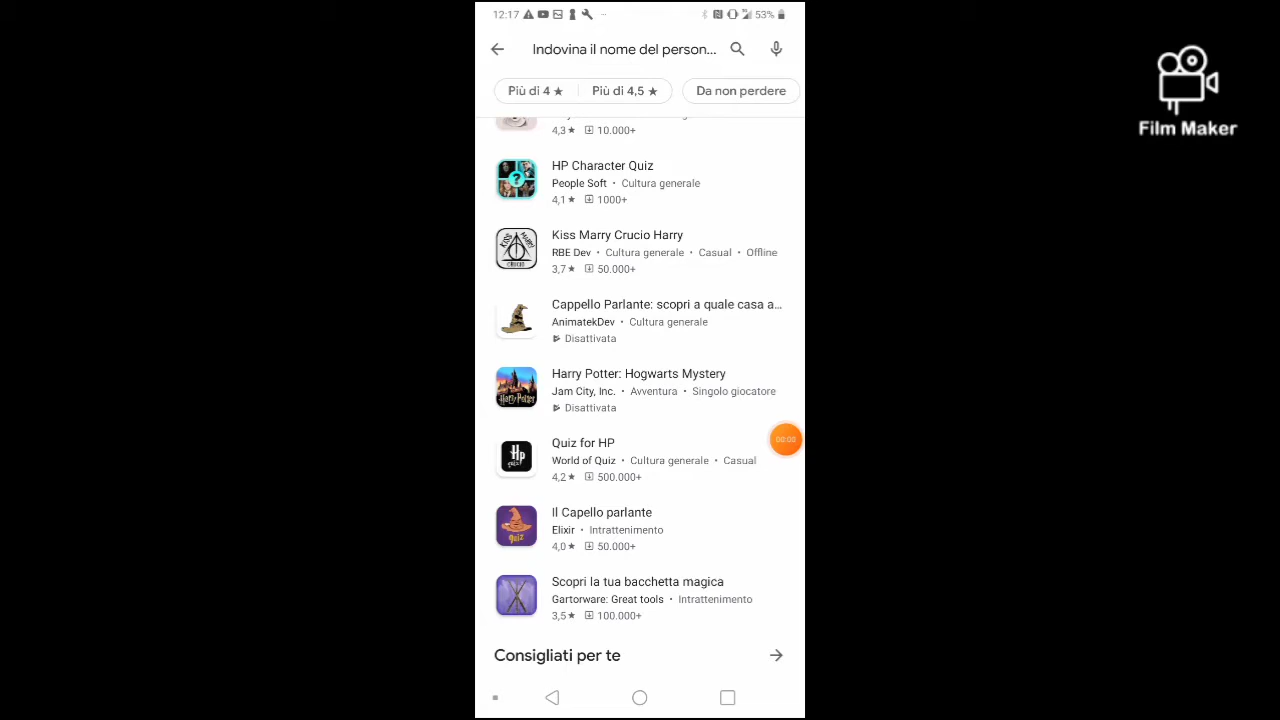 12:17 53%
Indovina il nome del person...
Più di 4 ★ Più di 4,5 ★ Da non perdere
4,3 ★ 10.000+
HP Character Quiz
People Soft • Cultura generale
4,1 ★ 1000+
Kiss Marry Crucio Harry
RBE Dev • Cultura generale • Casual • Offline
3,7 ★ 50.000+
Cappello Parlante: scopri a quale casa a...
AnimatekDev • Cultura generale
Disattivata
Harry Potter: Hogwarts Mystery
Jam City, Inc. • Avventura • Singolo giocatore
Disattivata
Quiz for HP
World of Quiz • Cultura generale • Casual
4,2 ★ 500.000+
Il Capello parlante
Elixir • Intrattenimento
4,0 ★ 50.000+
Scopri la tua bacchetta magica
Gartorware: Great tools • Intrattenimento
3,5 ★ 100.000+
Consigliati per te
Film Maker